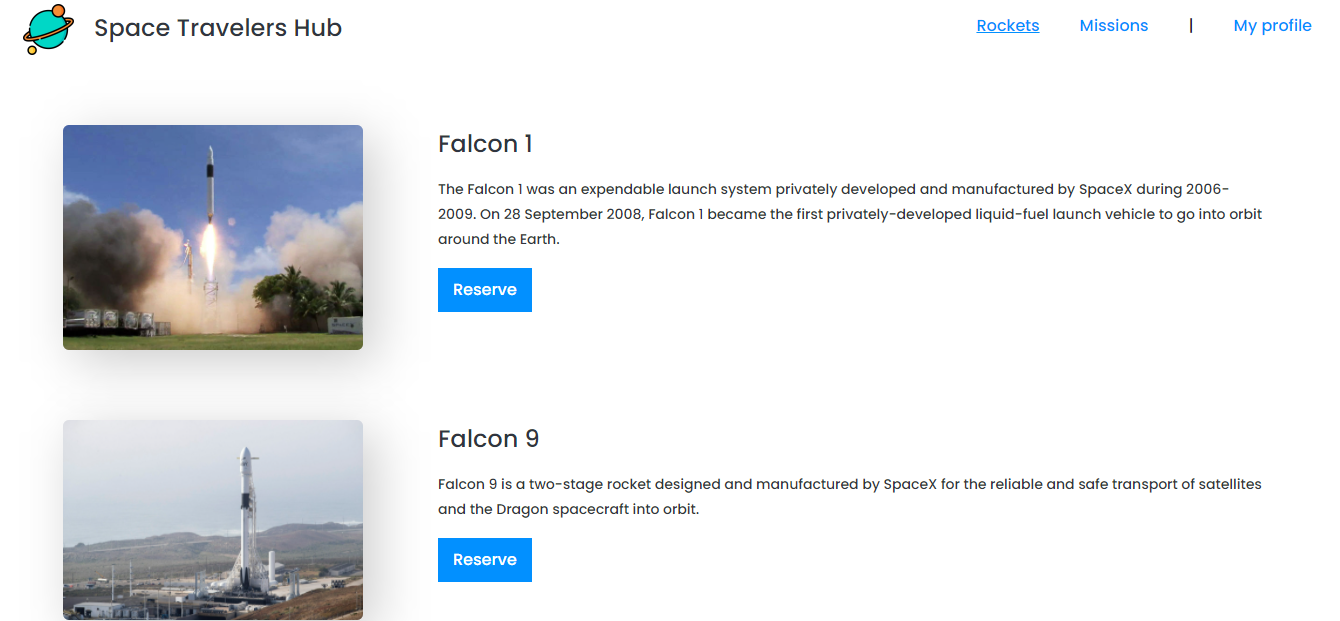 Space Travelers Hub
Rockets Missions | My profile
Falcon 1
The Falcon 1 was an expendable launch system privately developed and manufactured by SpaceX during 2006-
2009. On 28 September 2008, Falcon 1 became the first privately-developed liquid-fuel launch vehicle to go into orbit
around the Earth.
Reserve
Falcon 9
Falcon 9 is a two-stage rocket designed and manufactured by SpaceX for the reliable and safe transport of satellites
and the Dragon spacecraft into orbit.
Reserve